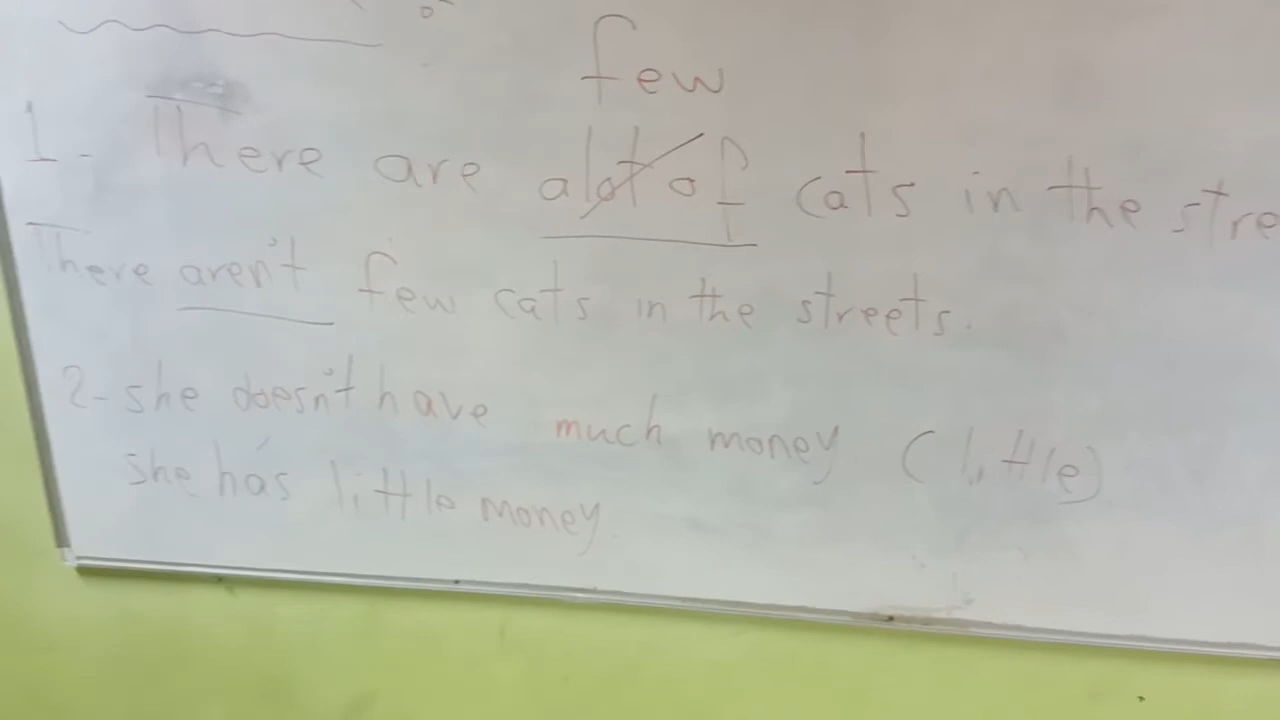 few
1- There are alot of cats in the stre
There aren't few cats in the streets.
2- she doesn't have much money (little)
she has little money.